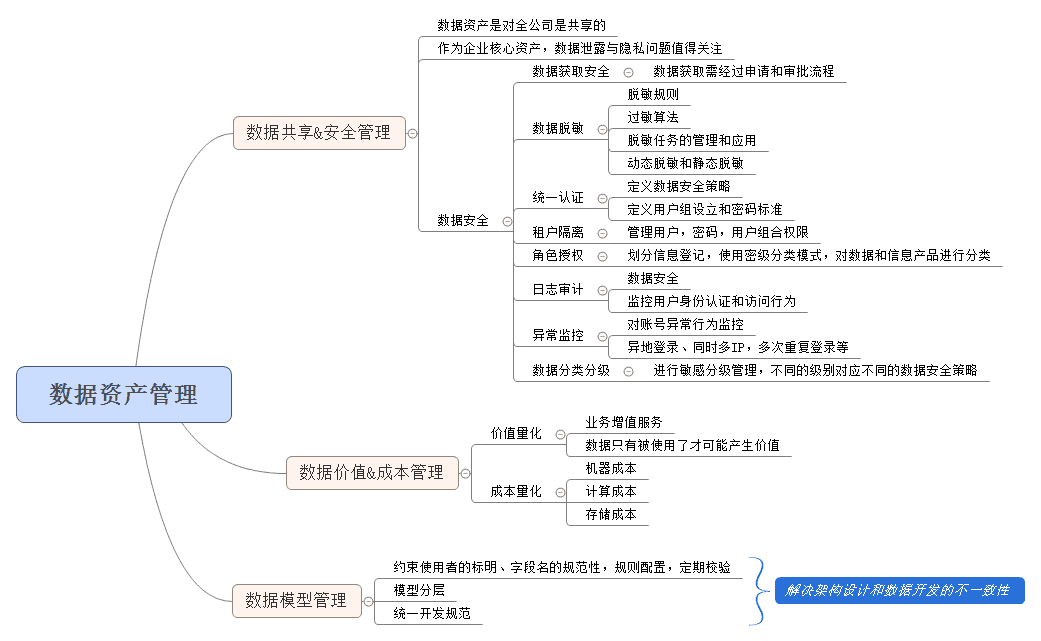 数据资产管理
数据共享&安全管理
数据资产是对全公司是共享的
作为企业核心资产，数据泄露与隐私问题值得关注
数据安全
数据获取安全
数据获取需经过申请和审批流程
数据脱敏
脱敏规则
过敏算法
脱敏任务的管理和应用
动态脱敏和静态脱敏
统一认证
定义数据安全策略
定义用户组设立和密码标准
租户隔离
管理用户，密码，用户组合权限
角色授权
划分信息登记，使用密级分类模式，对数据和信息产品进行分类
日志审计
数据安全
监控用户身份认证和访问行为
异常监控
对账号异常行为监控
异地登录、同时多IP，多次重复登录等
数据分类分级
进行敏感分级管理，不同的级别对应不同的数据安全策略
数据价值&成本管理
价值量化
业务增值服务
数据只有被使用了才可能产生价值
成本量化
机器成本
计算成本
存储成本
数据模型管理
约束使用者的标明、字段名的规范性，规则配置，定期校验
模型分层
统一开发规范
解决架构设计和数据开发的不一致性